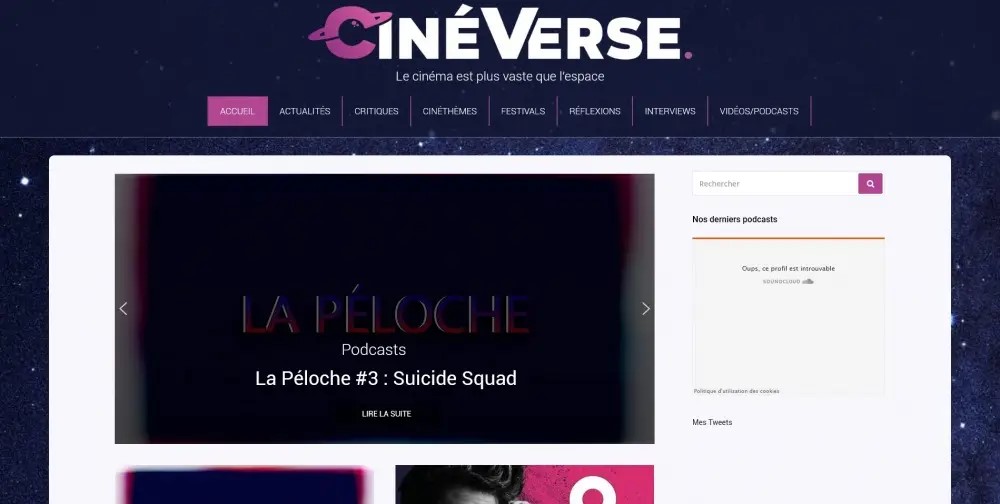 CINÉVERSE.
Le cinéma est plus vaste que l'espace
ACCUEIL ACTUALITÉS CRITIQUES CINÉTHÈMES FESTIVALS RÉFLEXIONS INTERVIEWS VIDÉOS/PODCASTS
LA PÉLOCHE
Podcasts
La Péloche #3 : Suicide Squad
LIRE LA SUITE
Rechercher
Nos derniers podcasts
Oups, ce profil est introuvable
SOUNDCLOUD
Politique d'utilisation des cookies
Mes Tweets